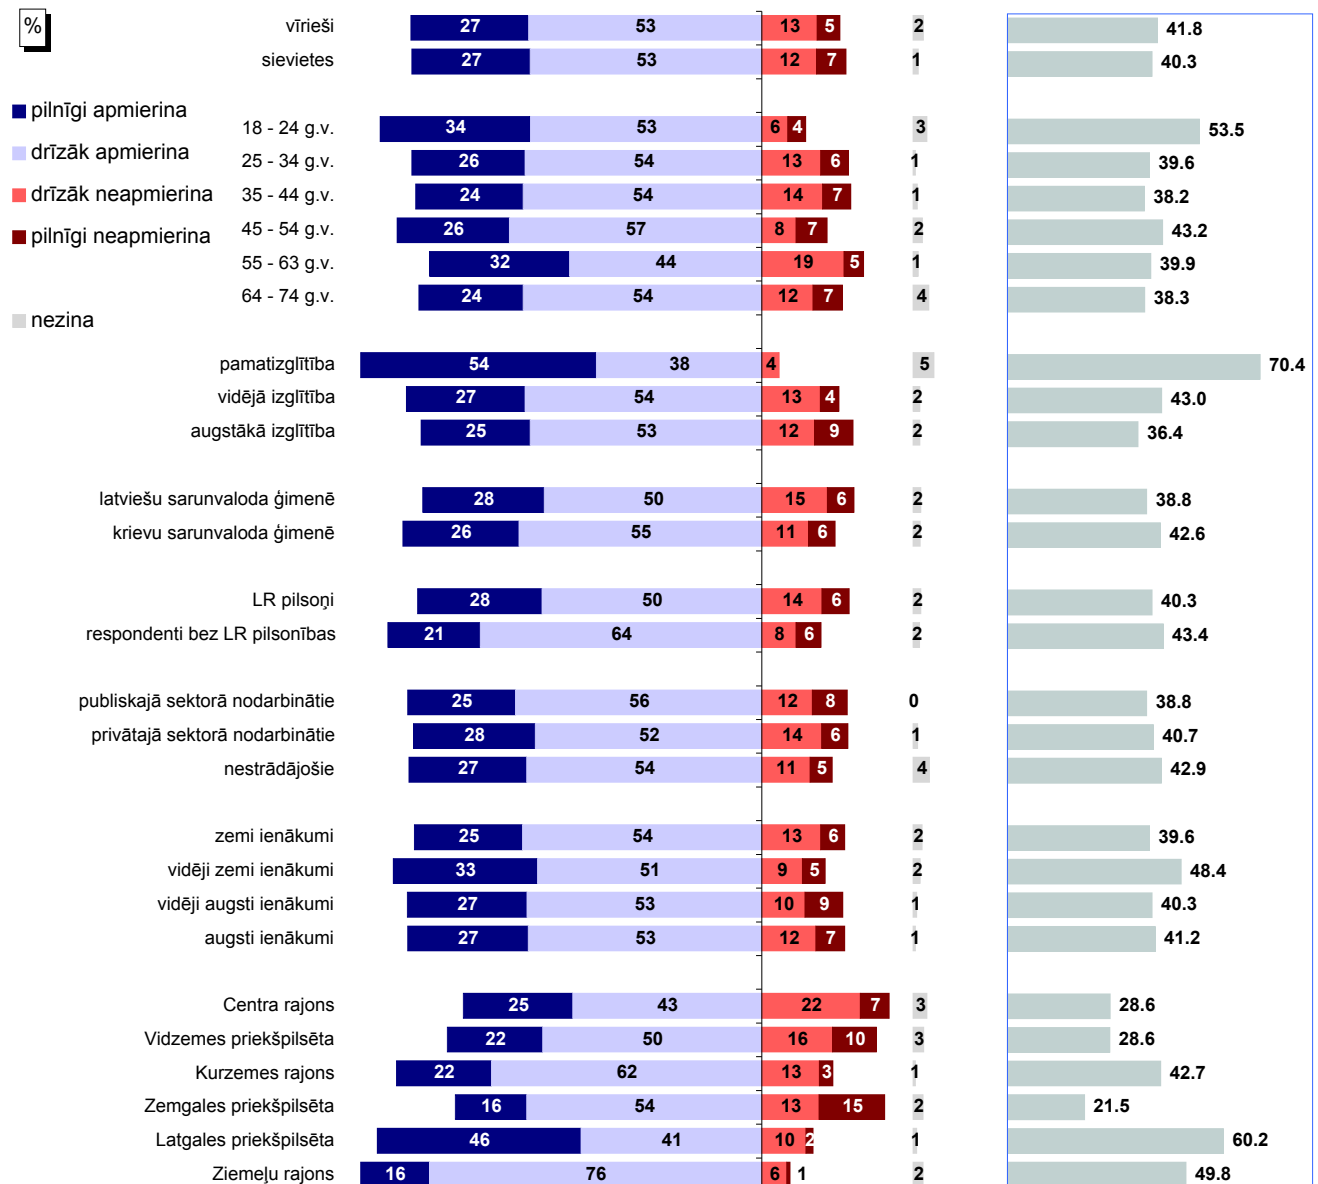 %
pilnīgi apmierina
drīzāk apmierina
drīzāk neapmierina
pilnīgi neapmierina
nezina
vīrieši 27 53 13 5 2 41.8
sievietes 27 53 12 7 1 40.3
18 - 24 g.v. 34 53 6 4 3 53.5
25 - 34 g.v. 26 54 13 6 1 39.6
35 - 44 g.v. 24 54 14 7 1 38.2
45 - 54 g.v. 26 57 8 7 2 43.2
55 - 63 g.v. 32 44 19 5 1 39.9
64 - 74 g.v. 24 54 12 7 4 38.3
pamatizglītība 54 38 4 5 70.4
vidējā izglītība 27 54 13 4 2 43.0
augstākā izglītība 25 53 12 9 2 36.4
latviešu sarunvaloda ģimenē 28 50 15 6 2 38.8
krievu sarunvaloda ģimenē 26 55 11 6 2 42.6
LR pilsoņi 28 50 14 6 2 40.3
respondenti bez LR pilsonības 21 64 8 6 2 43.4
publiskajā sektorā nodarbinātie 25 56 12 8 0 38.8
privātajā sektorā nodarbinātie 28 52 14 6 1 40.7
nestrādājošie 27 54 11 5 4 42.9
zemi ienākumi 25 54 13 6 2 39.6
vidēji zemi ienākumi 33 51 9 5 2 48.4
vidēji augsti ienākumi 27 53 10 9 1 40.3
augsti ienākumi 27 53 12 7 1 41.2
Centra rajons 25 43 22 7 3 28.6
Vidzemes priekšpilsēta 22 50 16 10 3 28.6
Kurzemes rajons 22 62 13 3 1 42.7
Zemgales priekšpilsēta 16 54 13 15 2 21.5
Latgales priekšpilsēta 46 41 10 2 1 60.2
Ziemeļu rajons 16 76 6 1 2 49.8